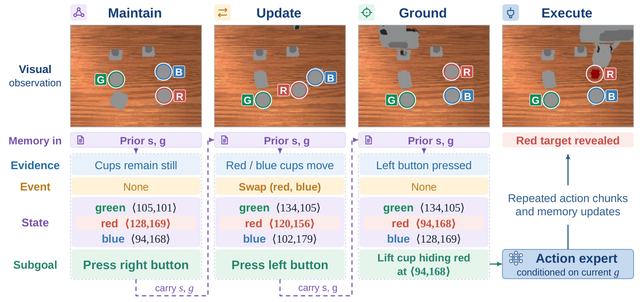 Maintain
Update
Ground
Execute
Visual
observation
G
B
R
G
R
B
G
R
B
G
R
B
Memory in
Prior s, g
Prior s, g
Prior s, g
Red target revealed
Evidence
Cups remain still
Red / blue cups move
Left button pressed
Event
None
Swap (red, blue)
None
State
green ⟨105,101⟩
red ⟨128,169⟩
blue ⟨94,168⟩
green ⟨134,105⟩
red ⟨120,156⟩
blue ⟨102,179⟩
green ⟨134,105⟩
red ⟨94,168⟩
blue ⟨128,169⟩
Repeated action chunks
and memory updates
Subgoal
Press right button
Press left button
Lift cup hiding red
at ⟨94,168⟩
Action expert
conditioned on current g
carry s, g
carry s, g